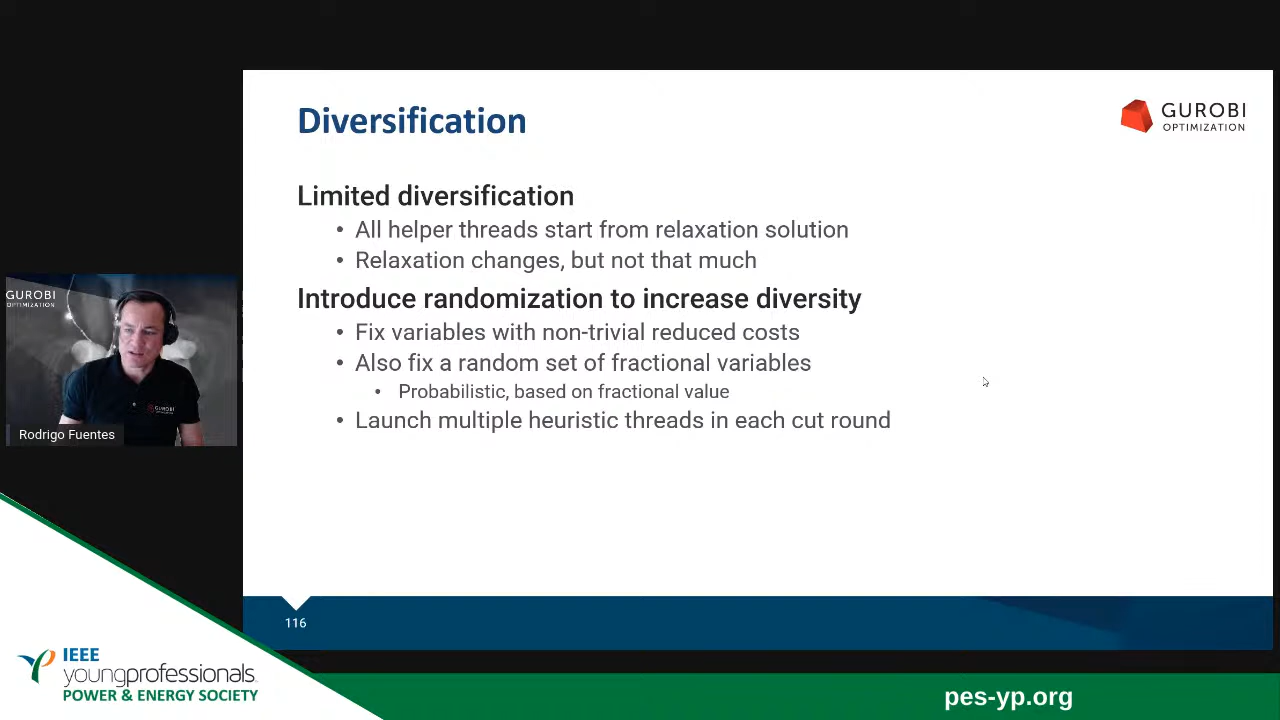 Diversification
GUROBI
OPTIMIZATION
Limited diversification
• All helper threads start from relaxation solution
• Relaxation changes, but not that much
Introduce randomization to increase diversity
• Fix variables with non-trivial reduced costs
• Also fix a random set of fractional variables
• Probabilistic, based on fractional value
• Launch multiple heuristic threads in each cut round
GUROBI
OPTIMIZATION
GUROBI
Rodrigo Fuentes
116
IEEE
youngprofessionals
POWER & ENERGY SOCIETY
pes-yp.org